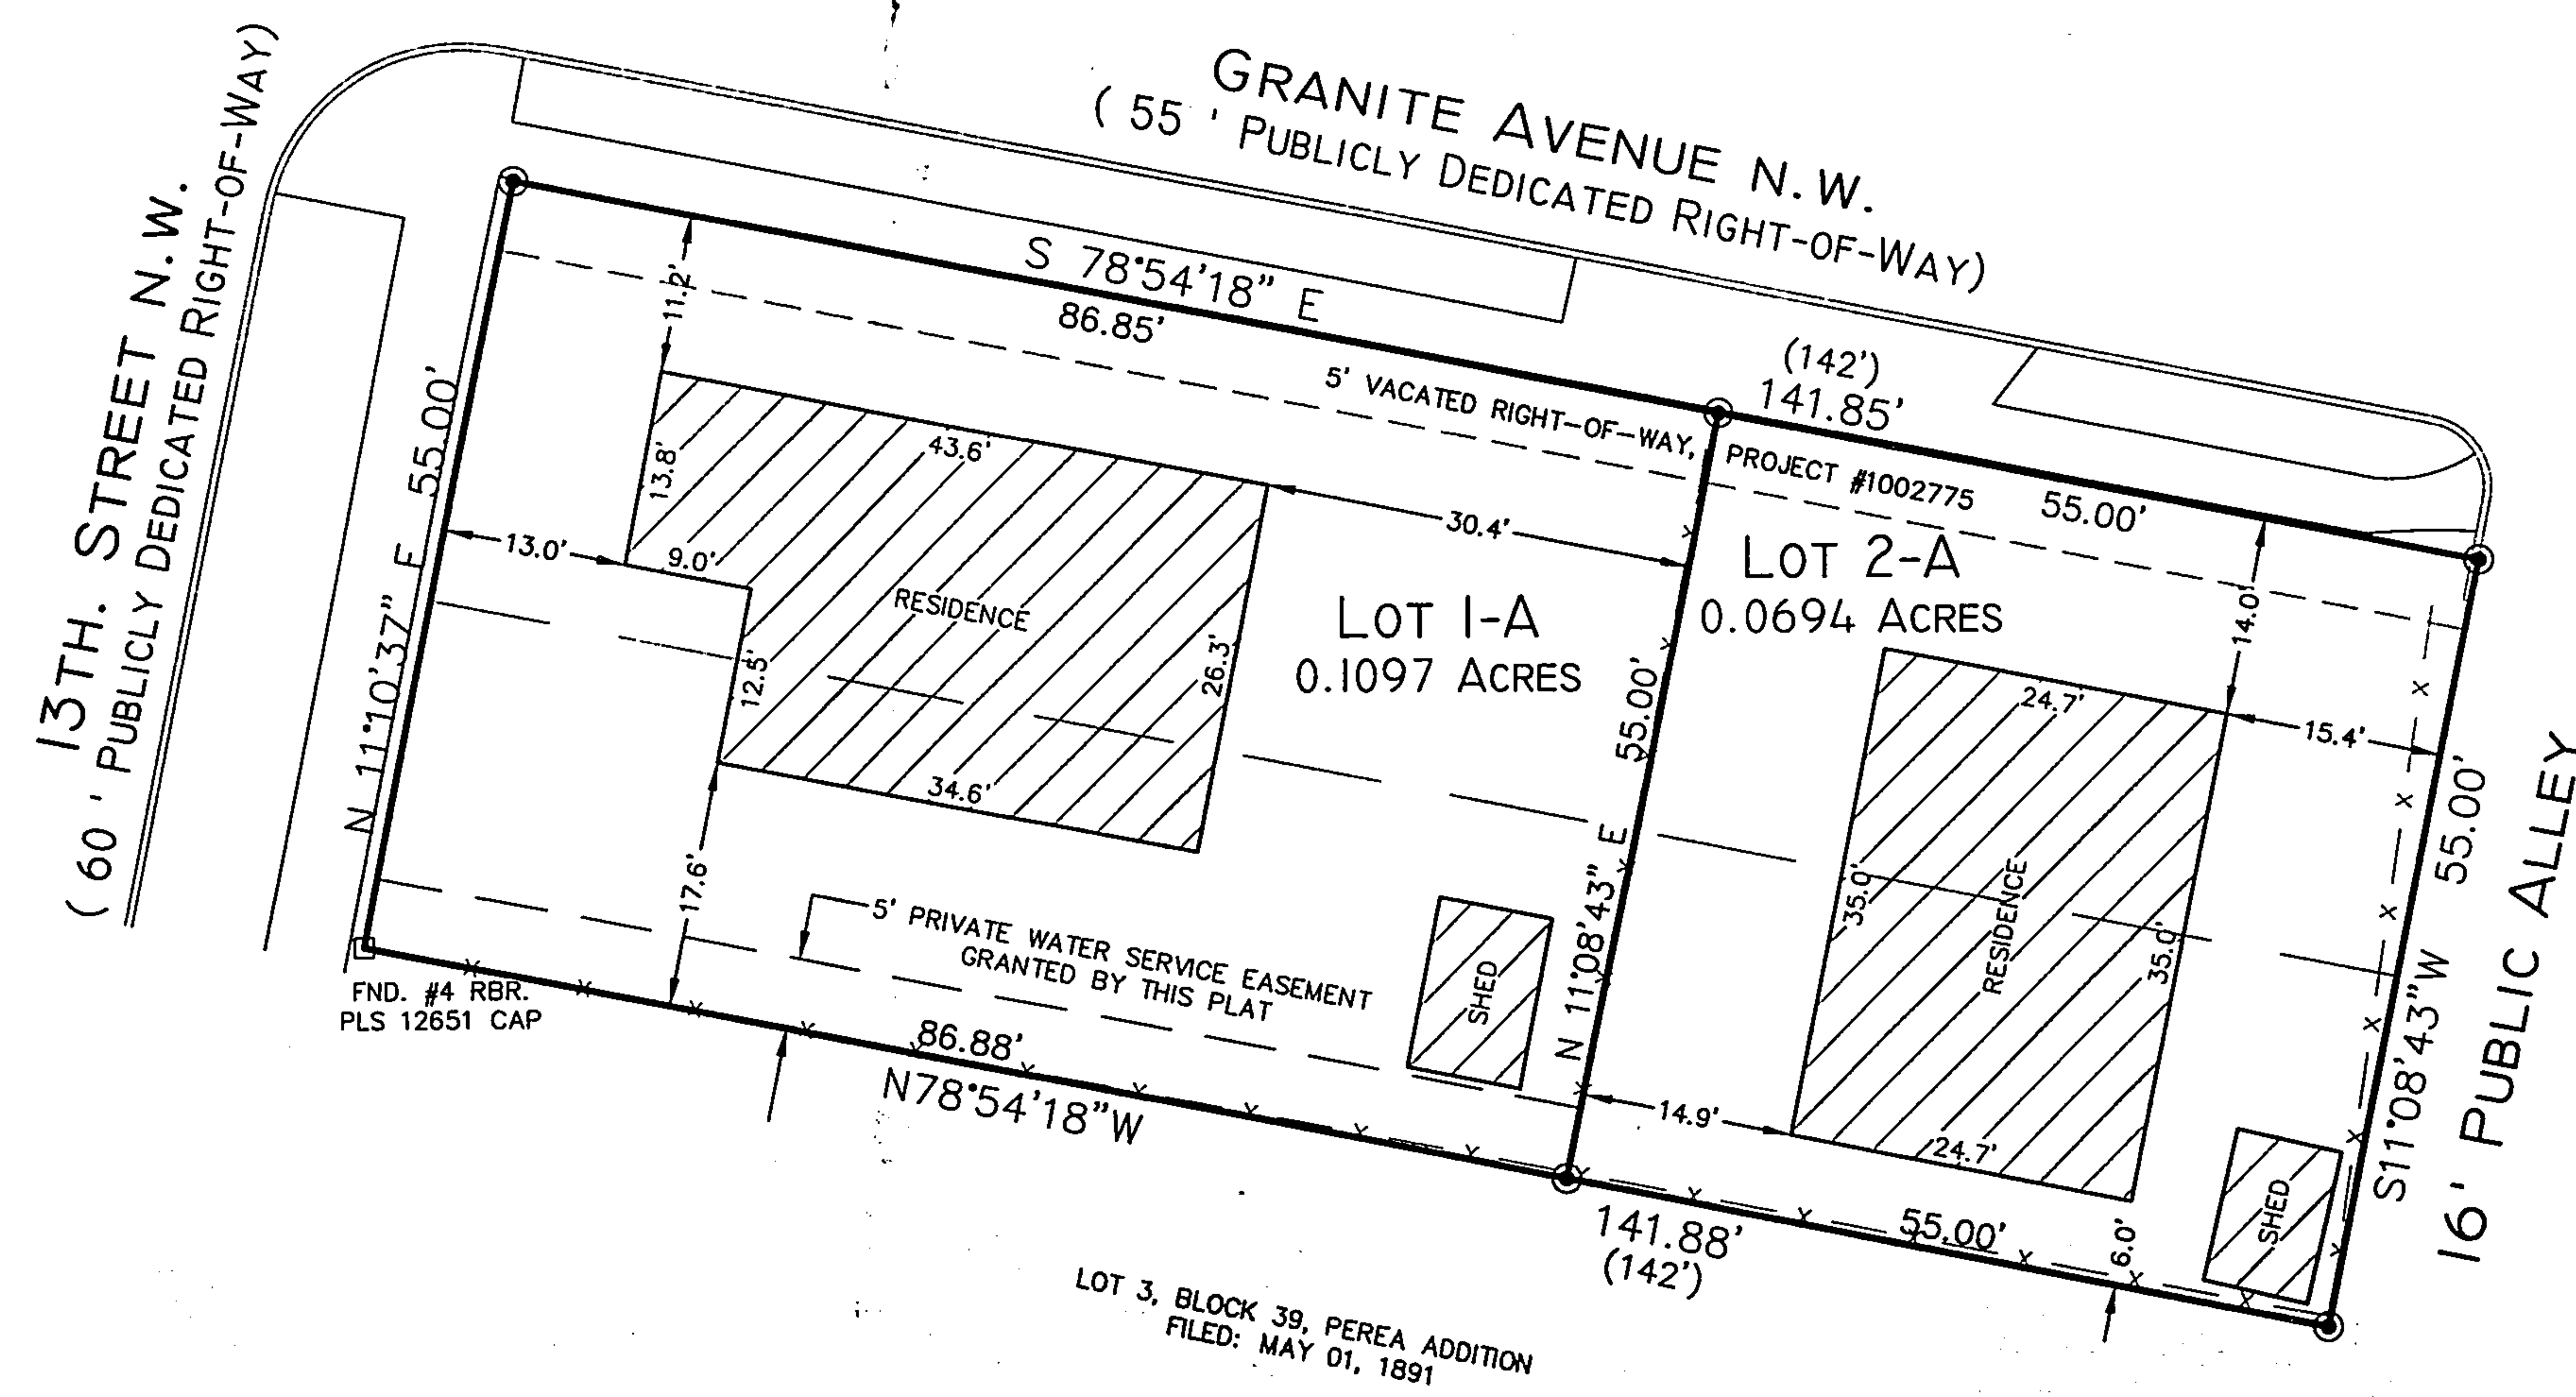 GRANITE AVENUE N.W.
( 55 ' PUBLICLY DEDICATED RIGHT-OF-WAY)
13TH. STREET N.W.
( 60 ' PUBLICLY DEDICATED RIGHT-OF-WAY)
S 78°54'18" E
86.85'
(142')
141.85'
5' VACATED RIGHT-OF-WAY, PROJECT #1002775
55.00'
N 11°10'37" E 55.00'
11.2'
13.8'
43.6'
30.4'
13.0'
9.0'
RESIDENCE
12.5'
26.3'
34.6'
17.6'
LOT 1-A
0.1097 ACRES
LOT 2-A
0.0694 ACRES
14.0'
24.7'
15.4'
35.0'
RESIDENCE
35.0'
24.7'
14.9'
6.0'
N 11°08'43" E 55.00'
S11°08'43"W 55.00'
16' PUBLIC ALLEY
5' PRIVATE WATER SERVICE EASEMENT
GRANTED BY THIS PLAT
SHED
SHED
FND. #4 RBR.
PLS 12651 CAP
86.88'
N78°54'18"W
55.00'
141.88'
(142')
LOT 3, BLOCK 39, PEREA ADDITION
FILED: MAY 01, 1891